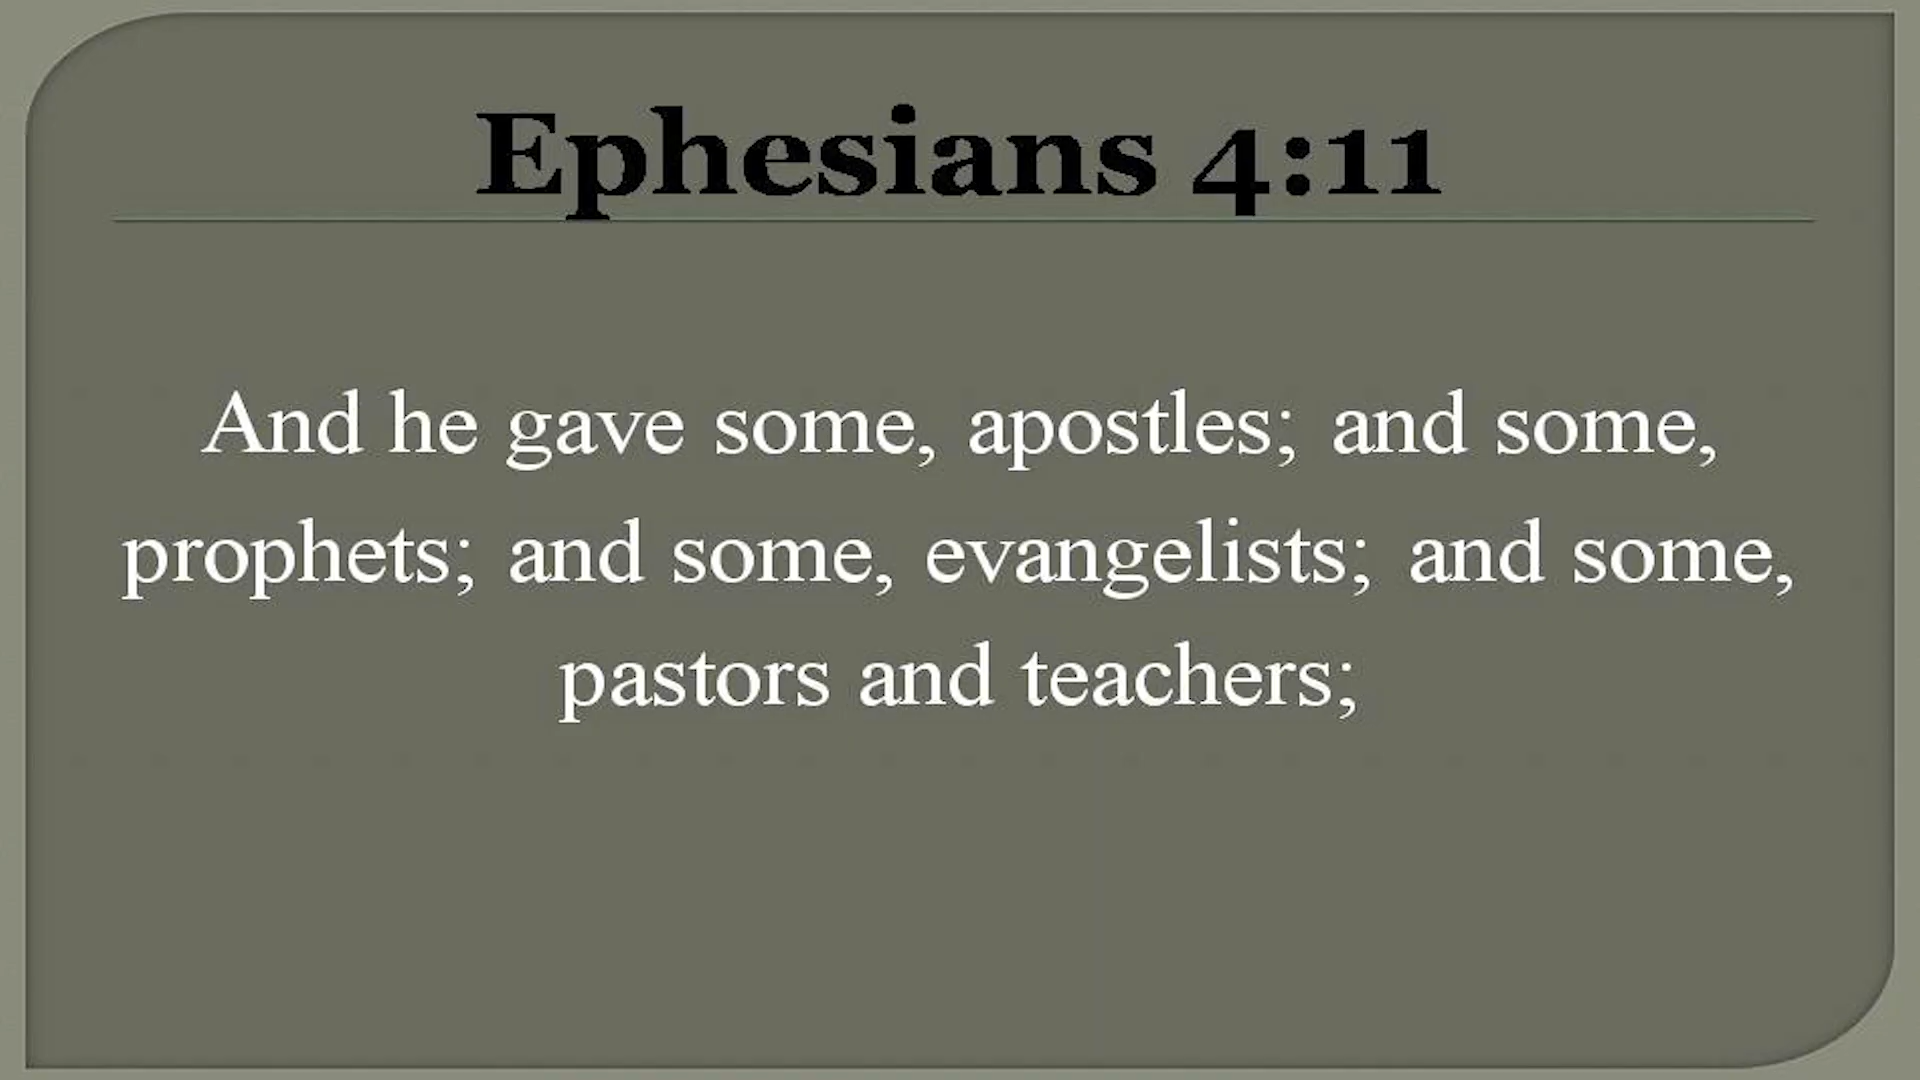 Ephesians 4:11
And he gave some, apostles; and some,
prophets; and some, evangelists; and some,
pastors and teachers;